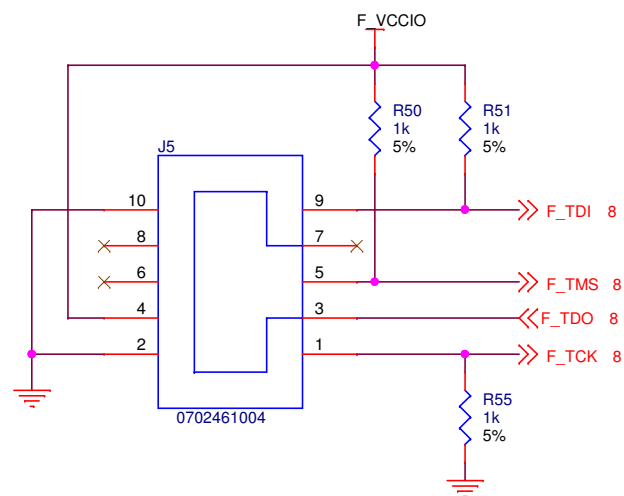 F_VCCIO
R50
1k
5%
R51
1k
5%
J5
10
9
F_TDI 8
8
7
6
5
F_TMS 8
4
3
F_TDO 8
2
1
F_TCK 8
0702461004
R55
1k
5%